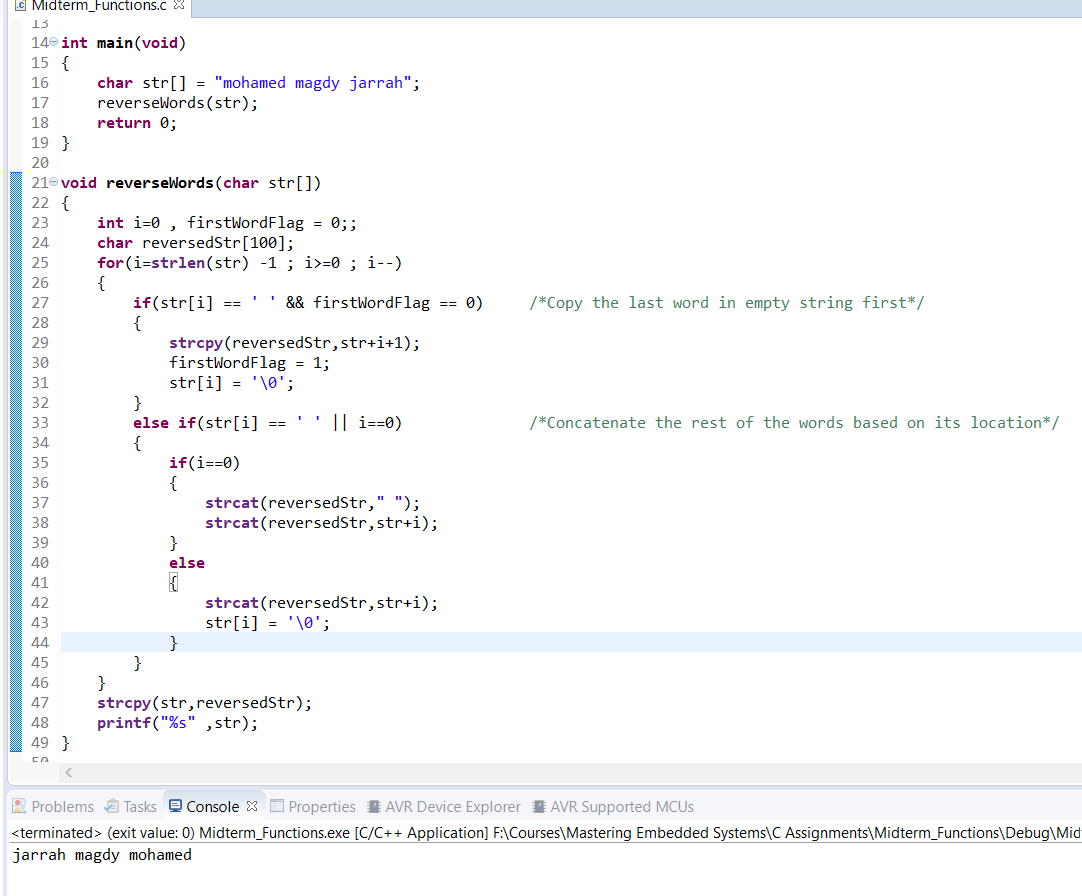 Midterm_Functions.c
13
14 int main(void)
15 {
16     char str[] = "mohamed magdy jarrah";
17     reverseWords(str);
18     return 0;
19 }
20
21 void reverseWords(char str[])
22 {
23     int i=0 , firstWordFlag = 0;;
24     char reversedStr[100];
25     for(i=strlen(str) -1 ; i>=0 ; i--)
26     {
27         if(str[i] == ' ' && firstWordFlag == 0)     /*Copy the last word in empty string first*/
28         {
29             strcpy(reversedStr,str+i+1);
30             firstWordFlag = 1;
31             str[i] = '\0';
32         }
33         else if(str[i] == ' ' || i==0)              /*Concatenate the rest of the words based on its location*/
34         {
35             if(i==0)
36             {
37                 strcat(reversedStr," ");
38                 strcat(reversedStr,str+i);
39             }
40             else
41             {
42                 strcat(reversedStr,str+i);
43                 str[i] = '\0';
44             }
45         }
46     }
47     strcpy(str,reversedStr);
48     printf("%s" ,str);
49 }
50
Problems Tasks Console Properties AVR Device Explorer AVR Supported MCUs
<terminated> (exit value: 0) Midterm_Functions.exe [C/C++ Application] F:\Courses\Mastering Embedded Systems\C Assignments\Midterm_Functions\Debug\Mid
jarrah magdy mohamed